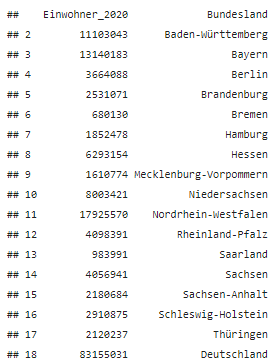 ##    Einwohner_2020             Bundesland
## 2        11103043      Baden-Württemberg
## 3        13140183                 Bayern
## 4         3664088                 Berlin
## 5         2531071            Brandenburg
## 6          680130                 Bremen
## 7         1852478                Hamburg
## 8         6293154                 Hessen
## 9         1610774 Mecklenburg-Vorpommern
## 10        8003421          Niedersachsen
## 11       17925570    Nordrhein-Westfalen
## 12        4098391        Rheinland-Pfalz
## 13         983991               Saarland
## 14        4056941                Sachsen
## 15        2180684         Sachsen-Anhalt
## 16        2910875     Schleswig-Holstein
## 17        2120237              Thüringen
## 18       83155031            Deutschland